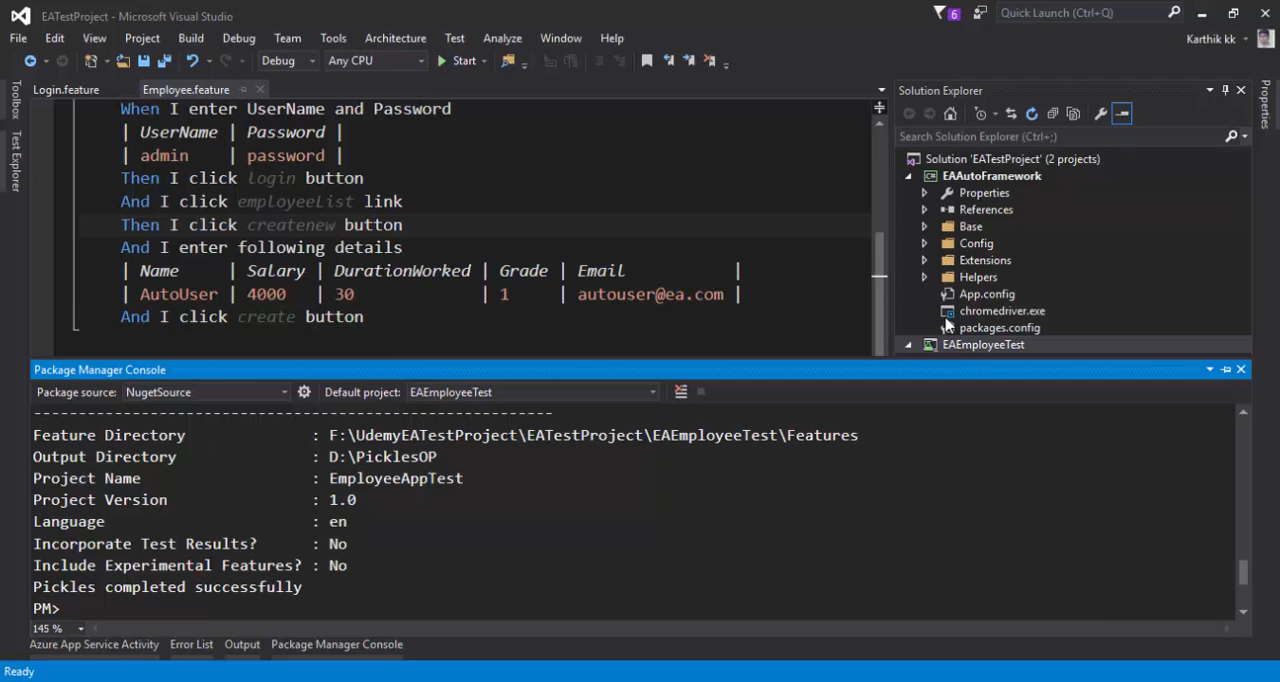 EATestProject - Microsoft Visual Studio
6
Quick Launch (Ctrl+Q)
File Edit View Project Build Debug Team Tools Architecture Test Analyze Window Help
Karthik kk
Debug Any CPU Start
Toolbox
Test Explorer
Login.feature Employee.feature
When I enter UserName and Password
| UserName | Password |
| admin | password |
Then I click login button
And I click employeeList link
Then I click createnew button
And I enter following details
| Name | Salary | DurationWorked | Grade | Email |
| AutoUser | 4000 | 30 | 1 | autouser@ea.com |
And I click create button
Solution Explorer
Search Solution Explorer (Ctrl+;)
Solution 'EATestProject' (2 projects)
EAAutoFramework
Properties
References
Base
Config
Extensions
Helpers
App.config
chromedriver.exe
packages.config
EAEmployeeTest
Properties
Package Manager Console
Package source: NugetSource Default project: EAEmployeeTest
-------------------------------------------------------
Feature Directory : F:\UdemyEATestProject\EATestProject\EAEmployeeTest\Features
Output Directory : D:\PicklesOP
Project Name : EmployeeAppTest
Project Version : 1.0
Language : en
Incorporate Test Results? : No
Include Experimental Features? : No
Pickles completed successfully
PM>
145 %
Azure App Service Activity Error List Output Package Manager Console
Ready